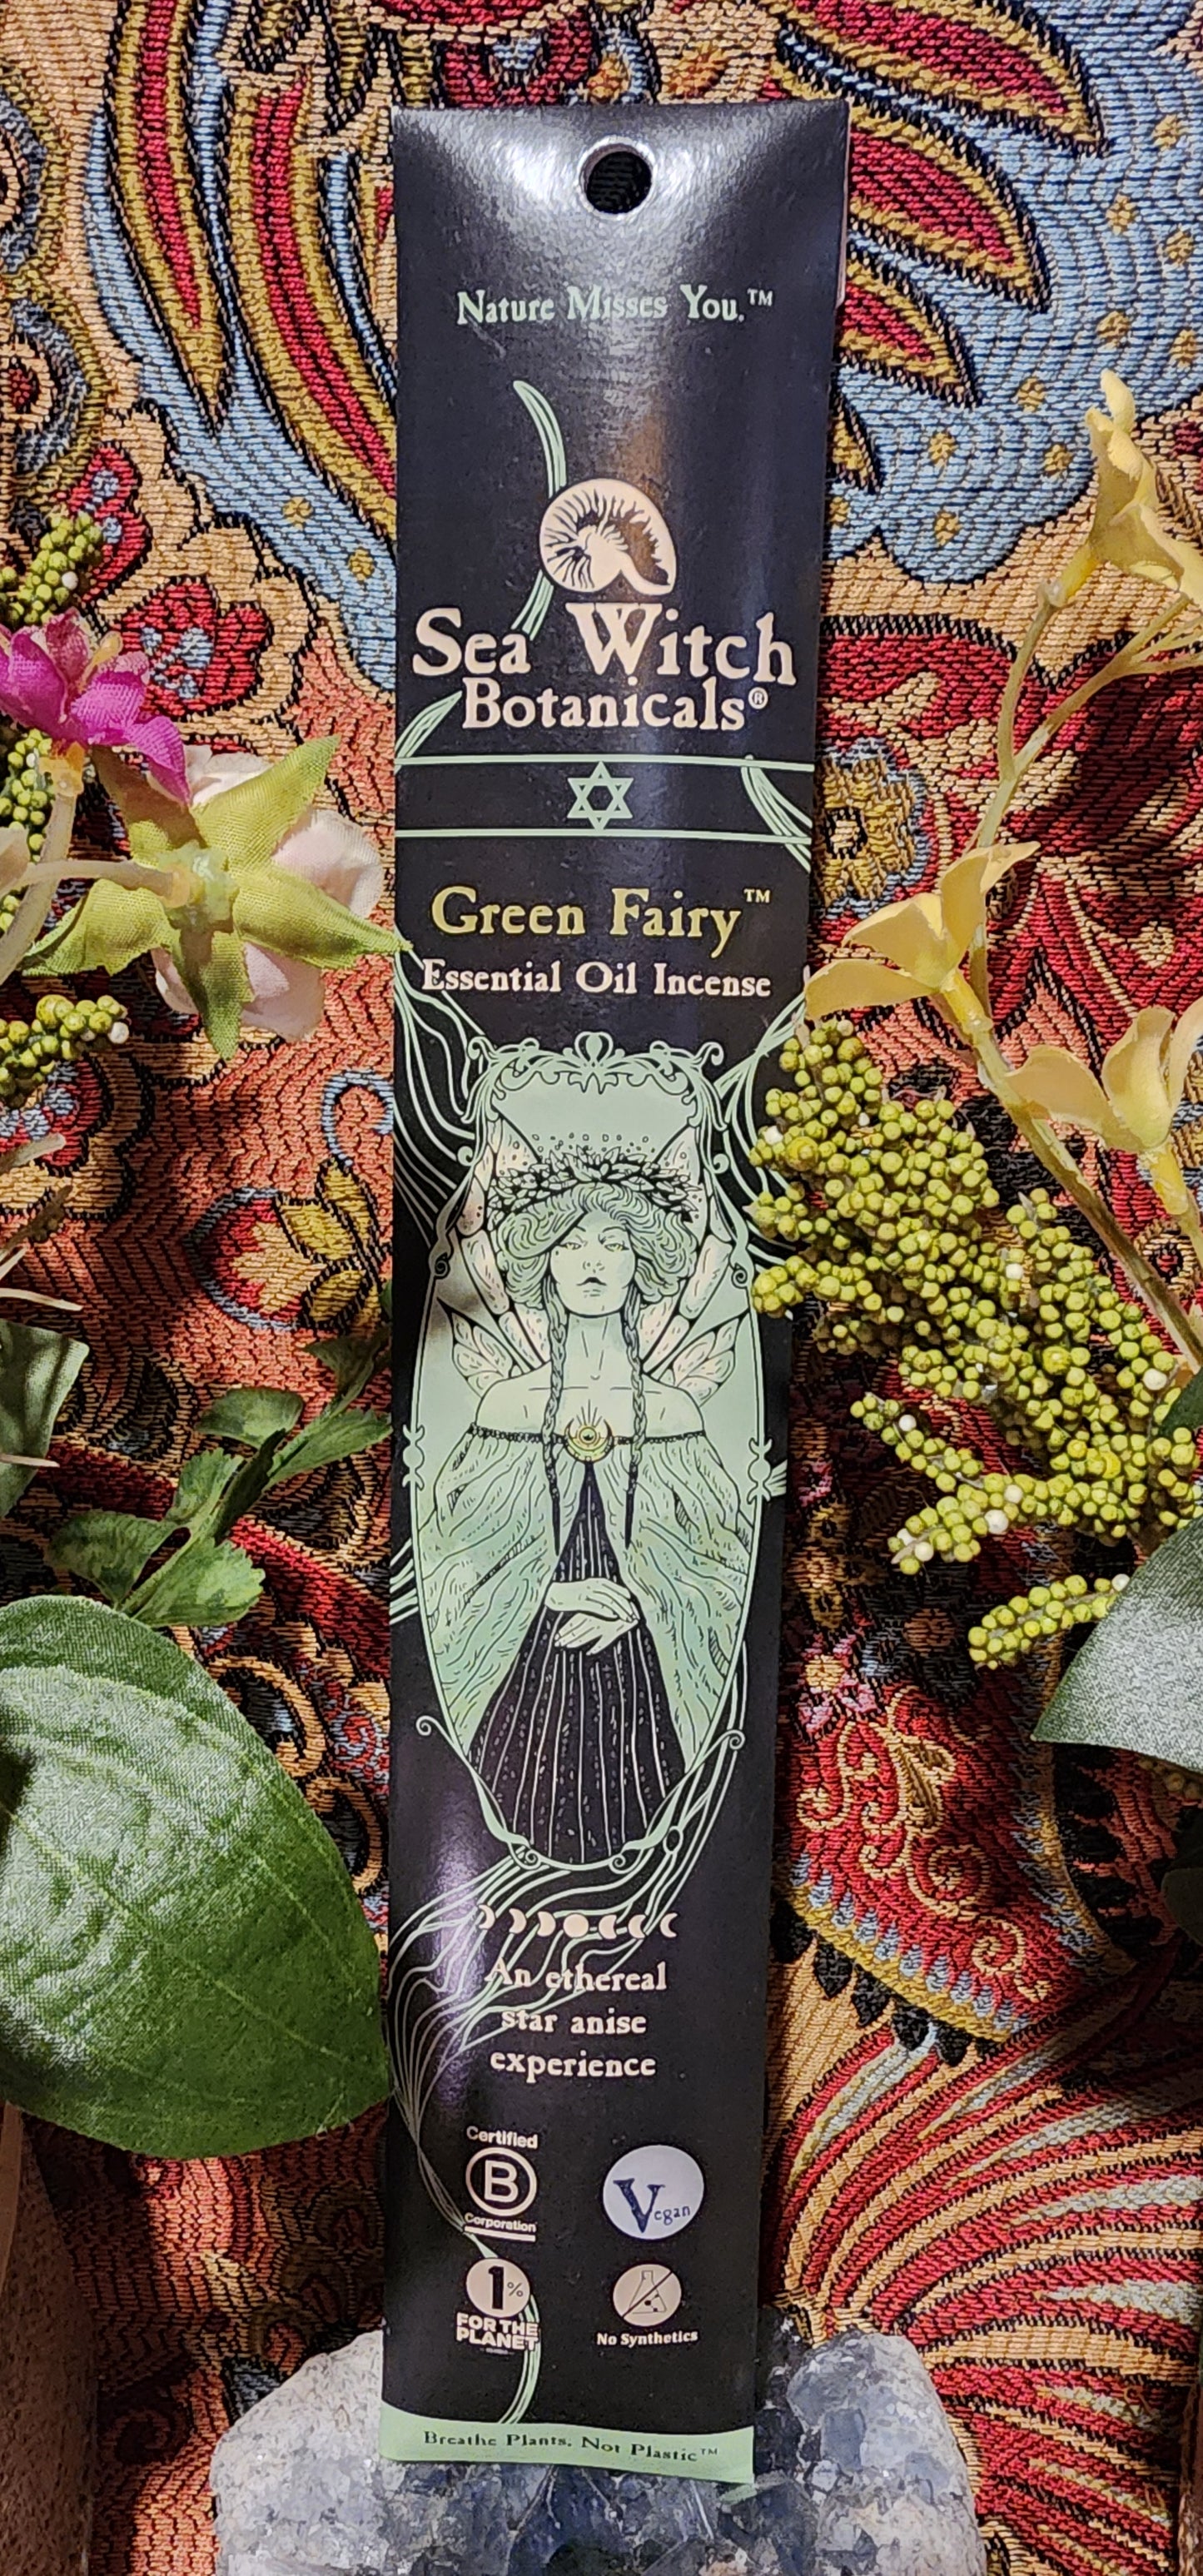 Nature Misses You.™
Sea Witch
Botanicals®
Green Fairy™
Essential Oil Incense
An ethereal
star anise
experience
Certified
B
Corporation
Vegan
1%
FOR THE
PLANET
No Synthetics
Breathe Plants, Not Plastic™